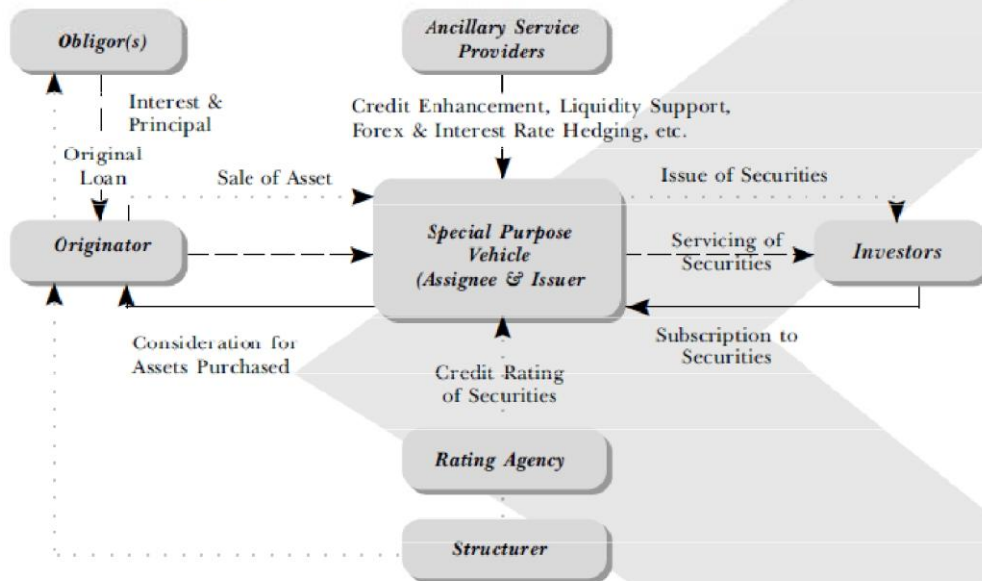 Obligor(s)
Ancillary Service
Providers
Interest &
Principal
Credit Enhancement, Liquidity Support,
Forex & Interest Rate Hedging, etc.
Original
Loan
Sale of Asset
Issue of Securities
Originator
Special Purpose
Vehicle
(Assignee & Issuer
Servicing of
Securities
Investors
Consideration for
Assets Purchased
Subscription to
Securities
Credit Rating
of Securities
Rating Agency
Structurer